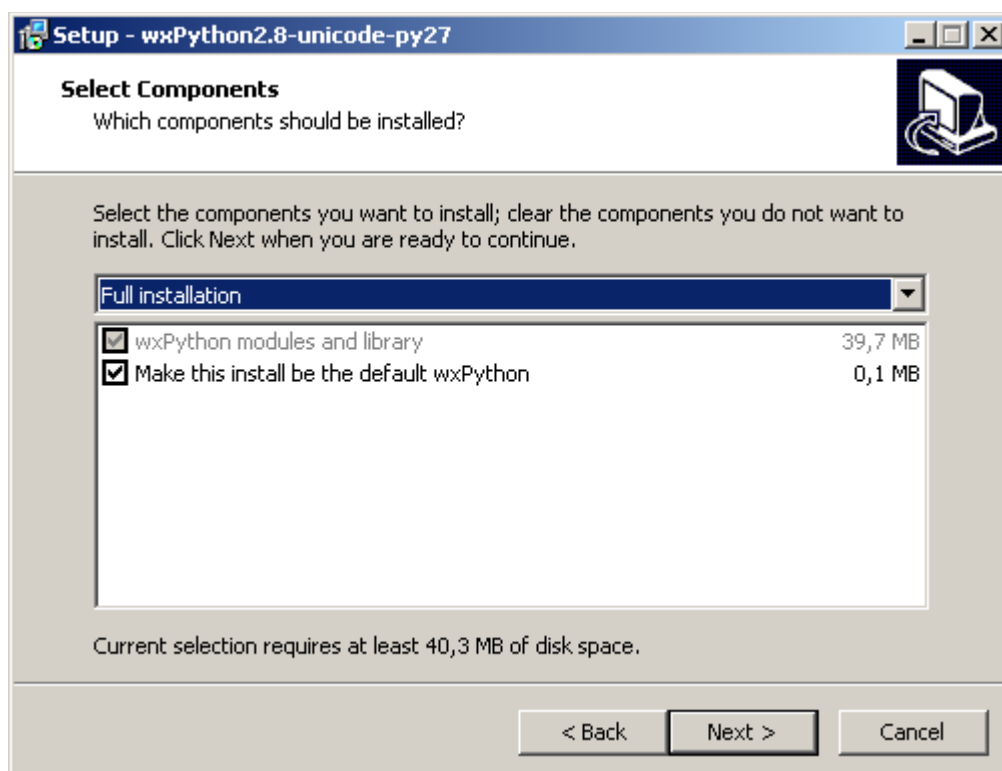 Setup - wxPython2.8-unicode-py27
Select Components
Which components should be installed?
Select the components you want to install; clear the components you do not want to
install. Click Next when you are ready to continue.
Full installation
wxPython modules and library 39,7 MB
Make this install be the default wxPython 0,1 MB
Current selection requires at least 40,3 MB of disk space.
< Back Next > Cancel